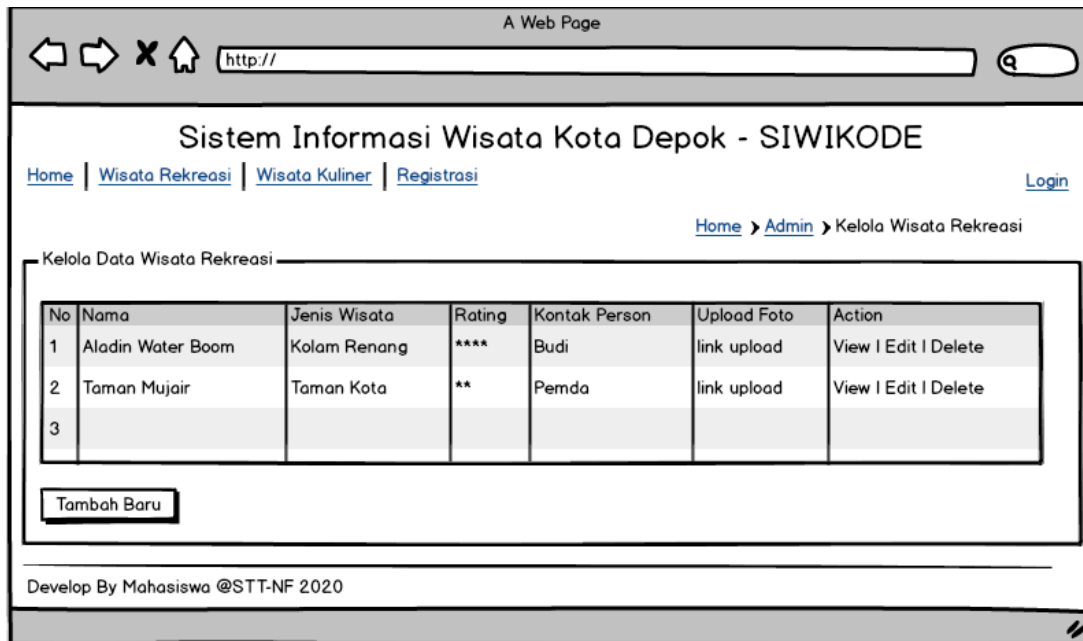 A Web Page
http://
Sistem Informasi Wisata Kota Depok - SIWIKODE
Home | Wisata Rekreasi | Wisata Kuliner | Registrasi
Login
Home > Admin > Kelola Wisata Rekreasi
Kelola Data Wisata Rekreasi
No Nama Jenis Wisata Rating Kontak Person Upload Foto Action
1 Aladin Water Boom Kolam Renang **** Budi link upload View | Edit | Delete
2 Taman Mujair Taman Kota ** Pemda link upload View | Edit | Delete
3
Tambah Baru
Develop By Mahasiswa @STT-NF 2020